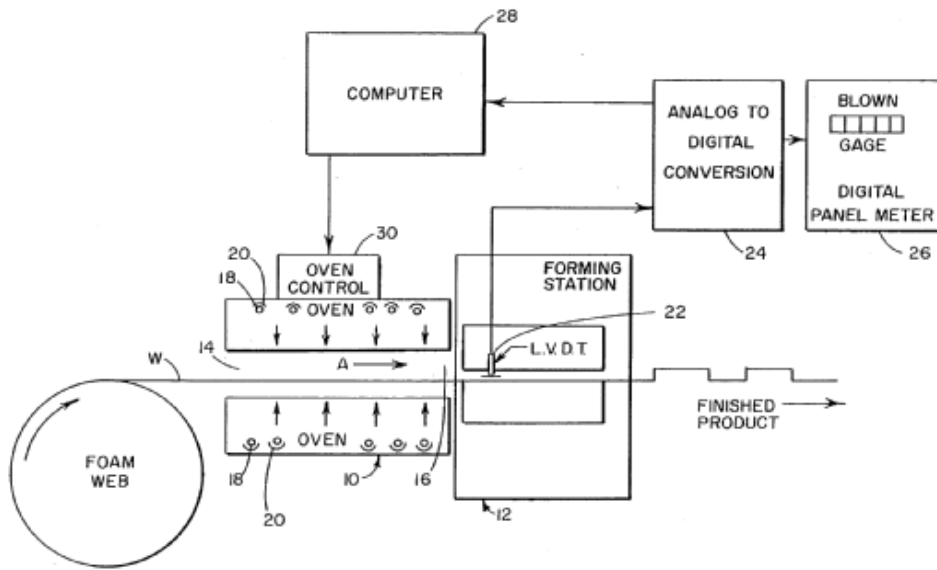 28
COMPUTER
ANALOG TO
DIGITAL
CONVERSION
24
BLOWN
GAGE
DIGITAL
PANEL METER
26
30
OVEN
CONTROL
20
18
OVEN
FORMING
STATION
22
L.V.D.T.
14
A
W
FINISHED
PRODUCT
FOAM
WEB
OVEN
18
20
10
16
12